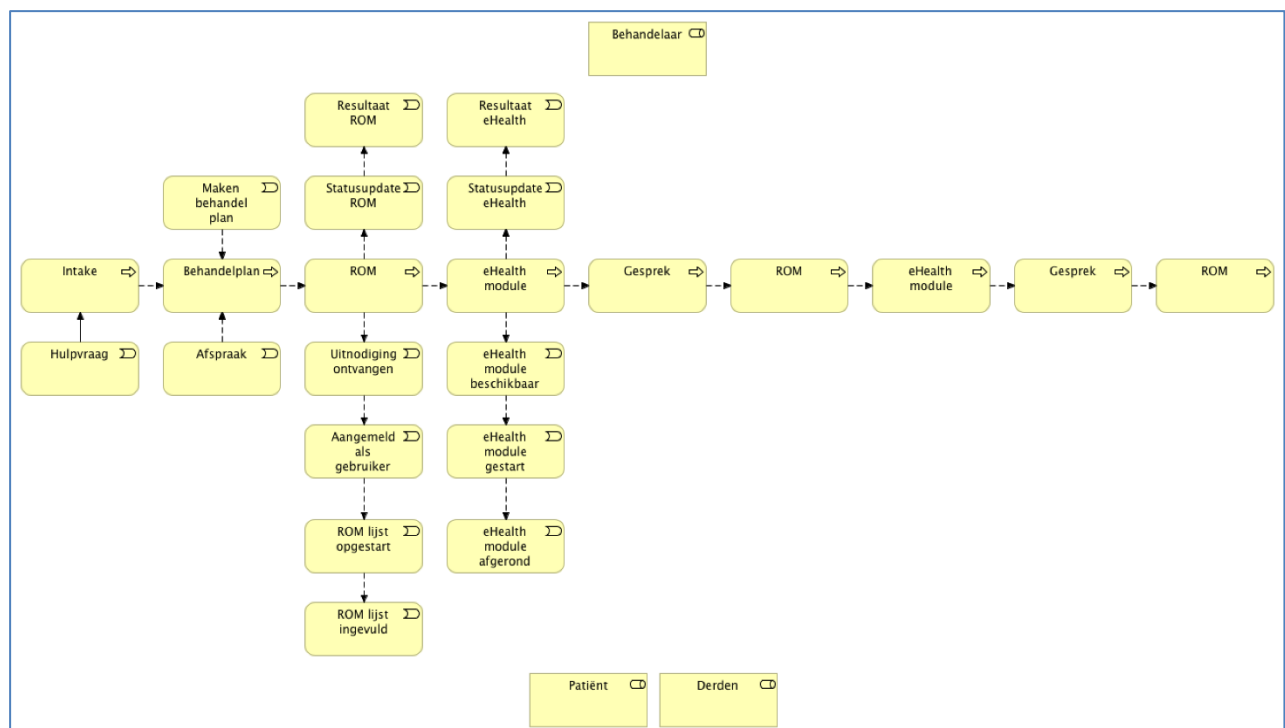 Behandelaar
Resultaat
ROM
Resultaat
eHealth
Maken
behandel
plan
Statusupdate
ROM
Statusupdate
eHealth
Intake
Behandelplan
ROM
eHealth
module
Gesprek
ROM
eHealth
module
Gesprek
ROM
Hulpvraag
Afspraak
Uitnodiging
ontvangen
eHealth
module
beschikbaar
Aangemeld
als
gebruiker
eHealth
module
gestart
ROM lijst
opgestart
eHealth
module
afgerond
ROM lijst
ingevuld
Patiënt
Derden